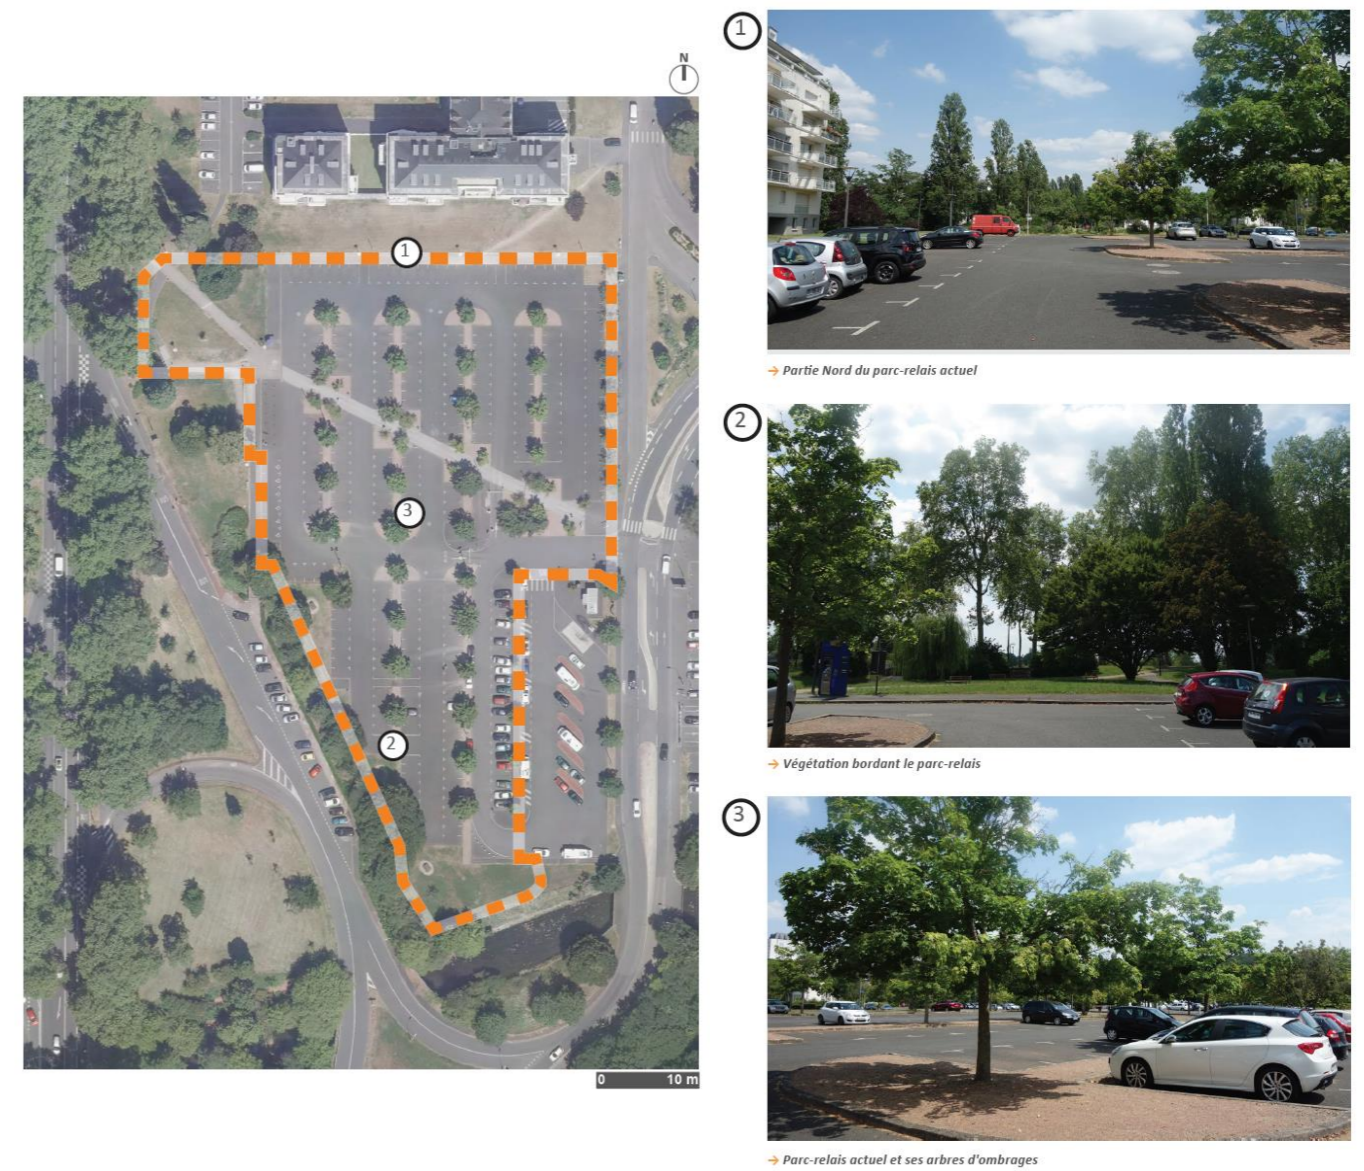 N
1
3
2
0 10 m
1
→ Partie Nord du parc-relais actuel
2
→ Végétation bordant le parc-relais
3
→ Parc-relais actuel et ses arbres d'ombrages